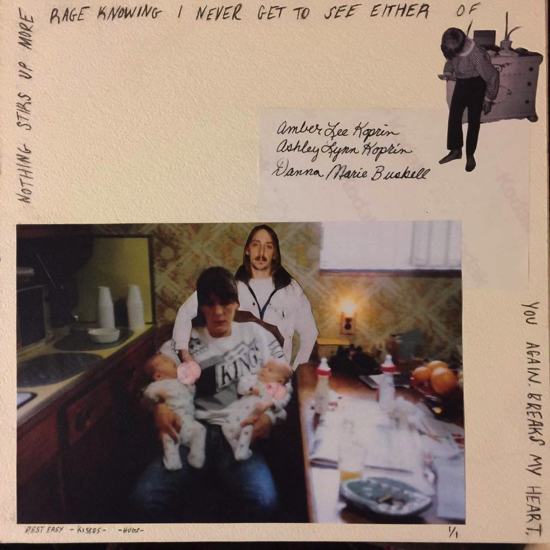 NOTHING STIRS UP MORE
RAGE KNOWING I NEVER GET TO SEE EITHER OF
YOU AGAIN. BREAKS MY HEART.
Amber Lee Koprin
Ashley Lynn Koprin
Danna Marie Buskell
KING
REST EASY -KISSES- -HUGS-
1/1